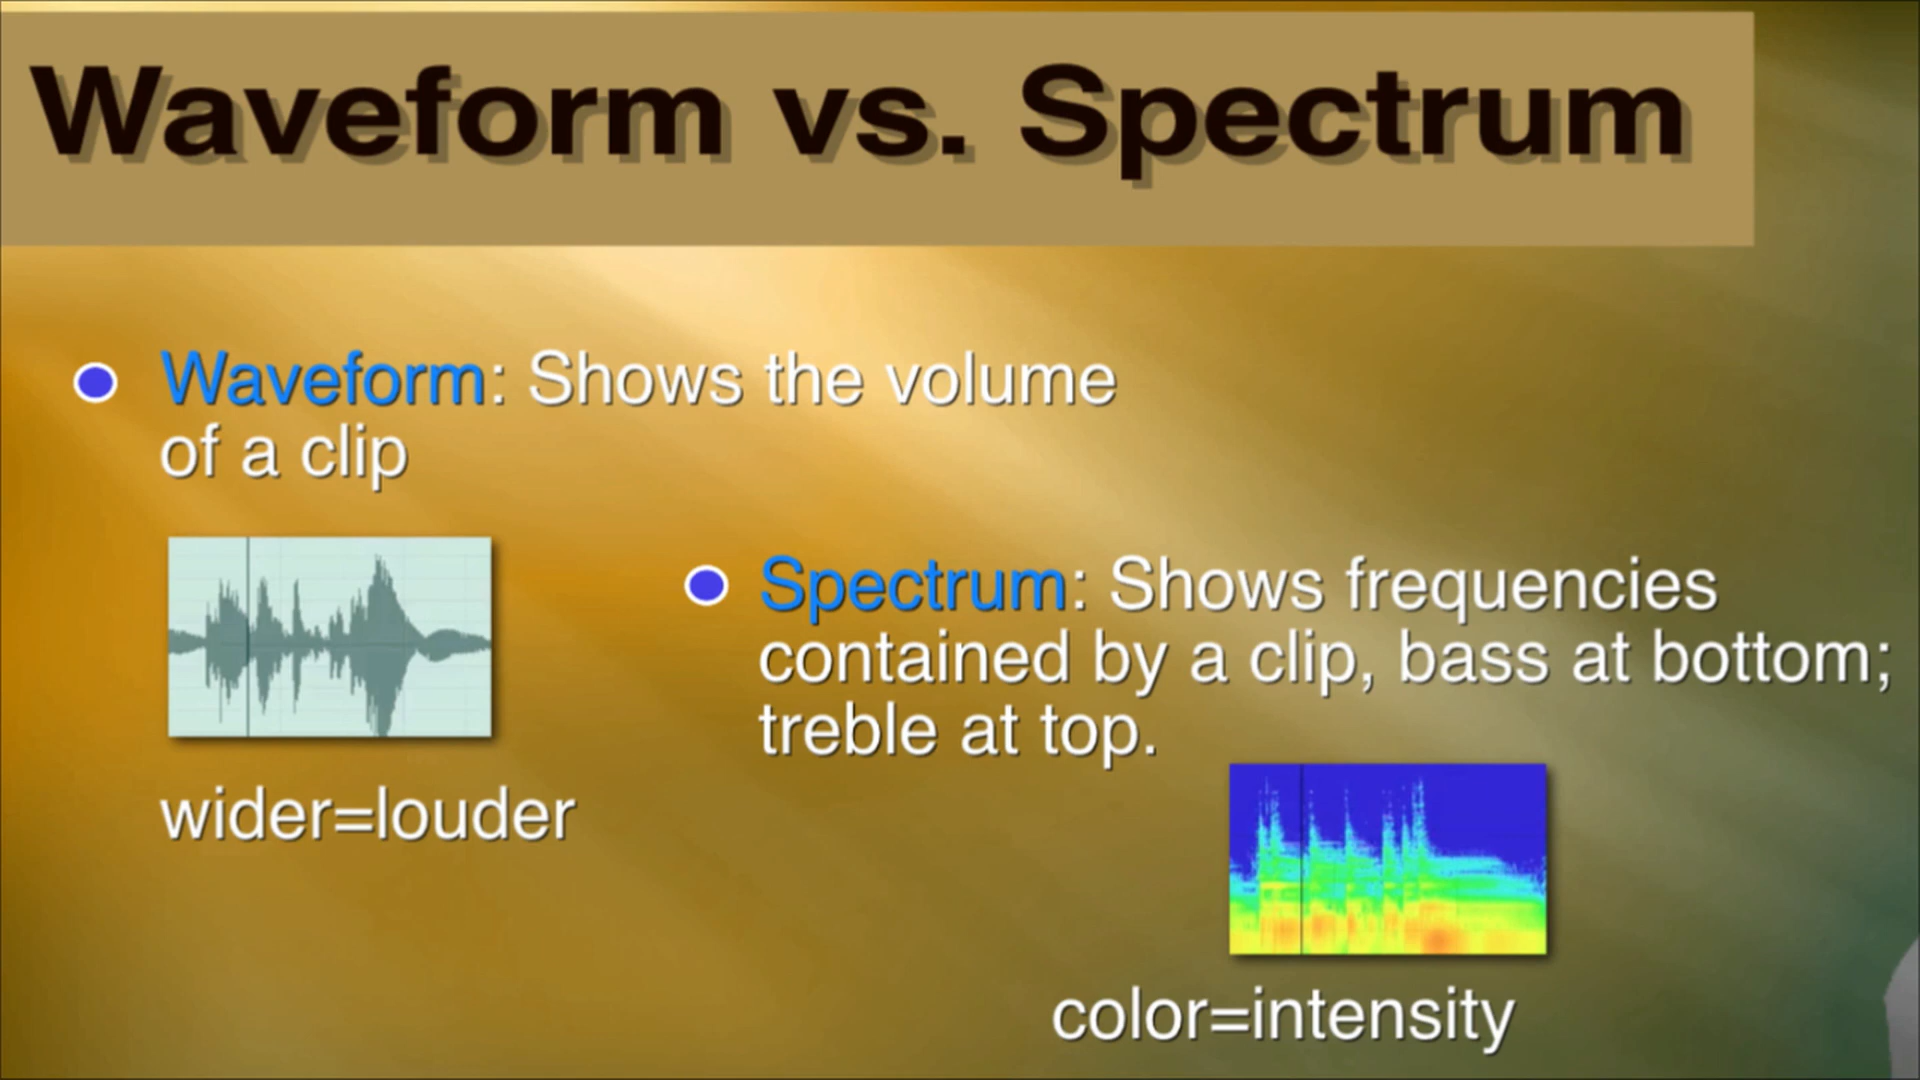 Waveform vs. Spectrum
Waveform: Shows the volume
of a clip
wider=louder
Spectrum: Shows frequencies
contained by a clip, bass at bottom;
treble at top.
color=intensity